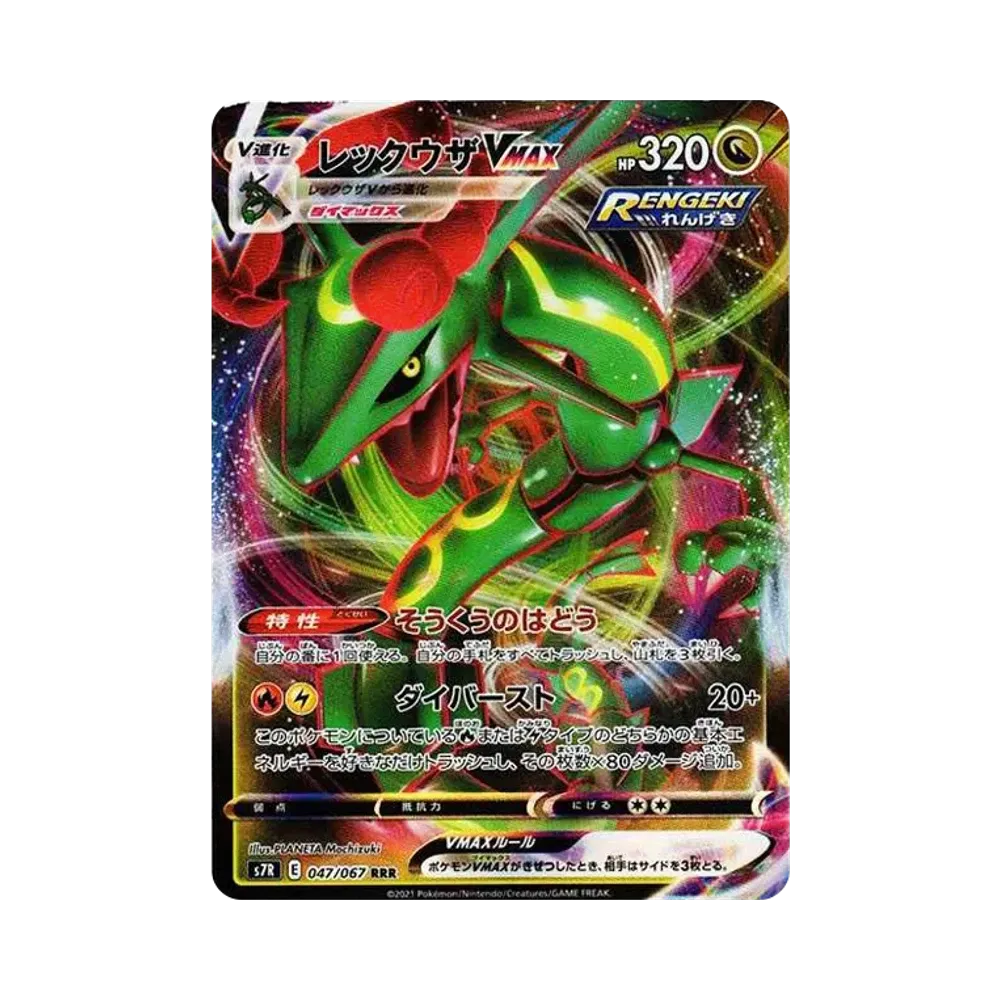 V進化
レックウザVMAX
HP320
レックウザVから進化
ダイマックス
RENGEKI
れんげき
特性
とくせい
そうくうのはどう
自分の番に1回使える。自分の手札をすべてトラッシュし、山札を3枚引く。
ダイバースト 20+
このポケモンについているまたはタイプのどちらかの基本エ
ネルギーを好きなだけトラッシュし、その枚数×80ダメージ追加。
弱点 抵抗力 にげる
Illus.PLANETA Mochizuki
VMAXルール
ポケモンVMAXがきぜつしたとき、相手はサイドを3枚とる。
s7R E 047/067 RRR
©2021 Pokémon/Nintendo/Creatures/GAME FREAK.